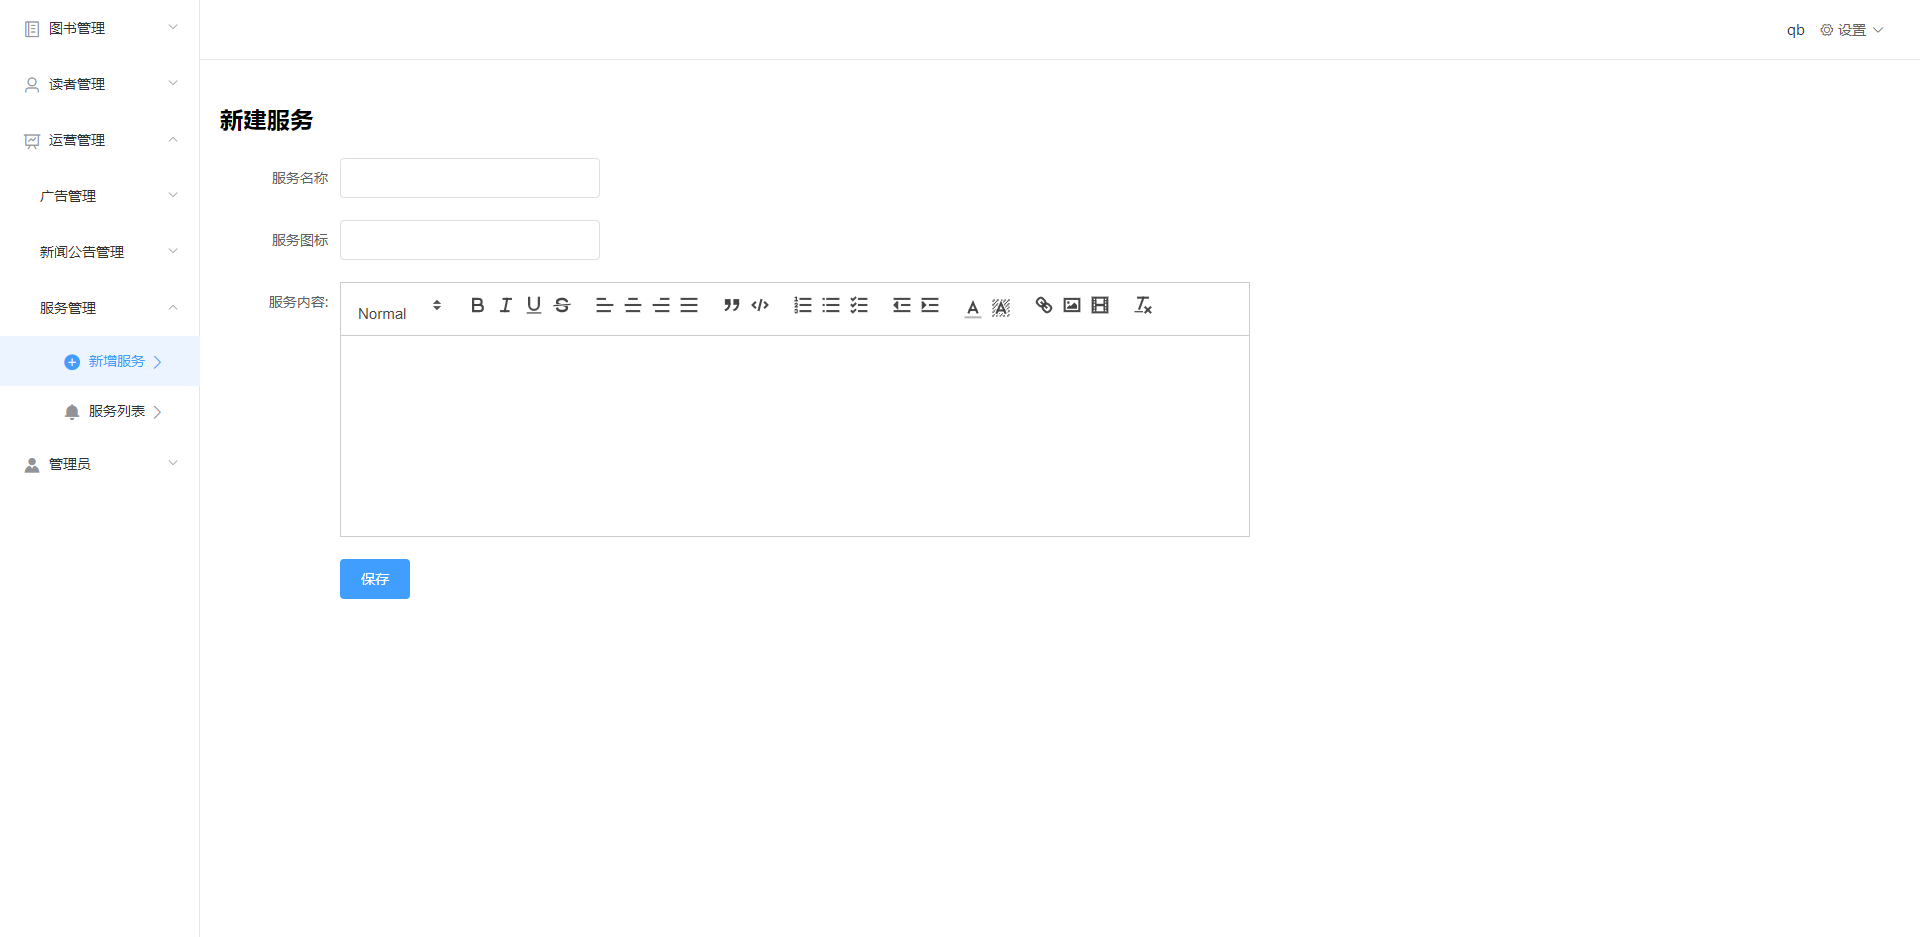 图书管理
读者管理
运营管理
广告管理
新闻公告管理
服务管理
新增服务
服务列表
管理员
qb 设置
新建服务
服务名称
服务图标
服务内容:
Normal
保存